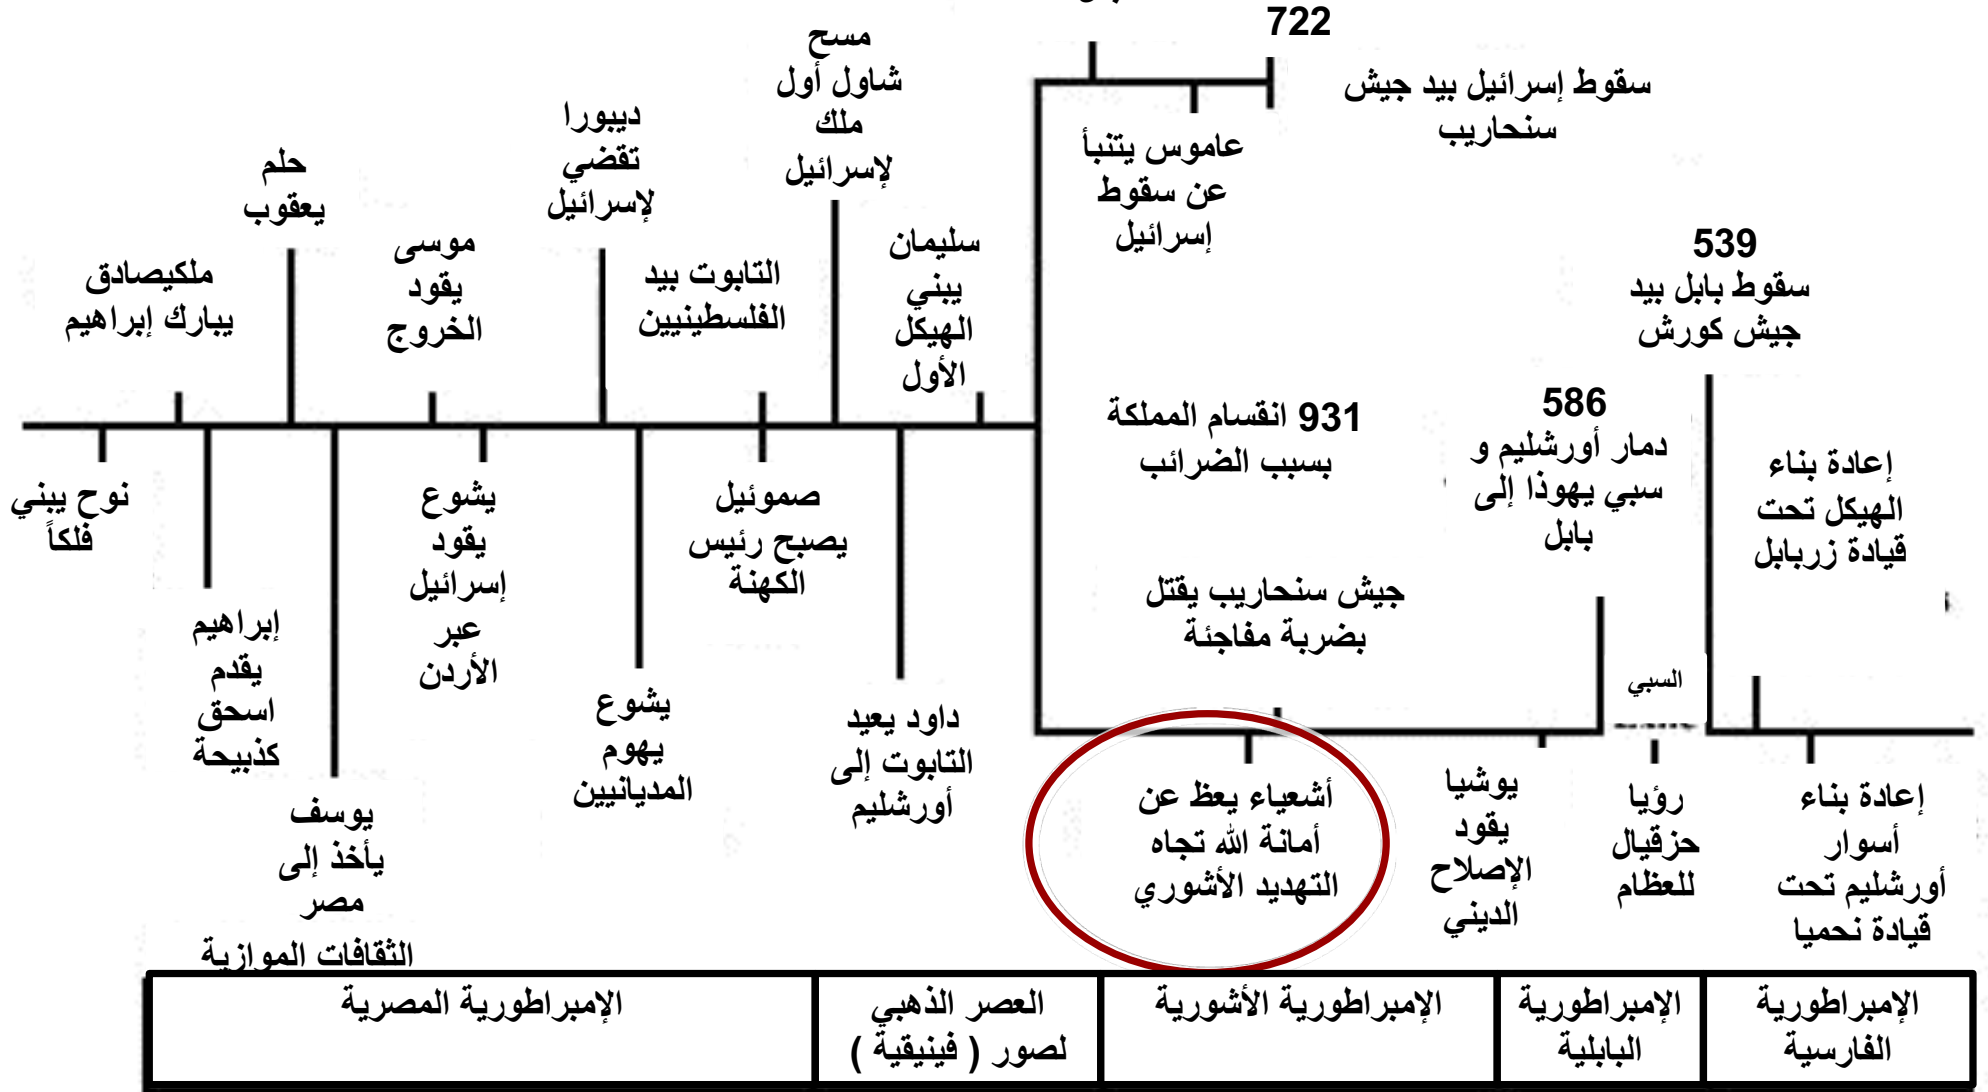 722
سقوط إسرائيل بيد جيش
سنحاريب
عاموس يتنبأ
عن سقوط
إسرائيل
مسح
شاول أول
ملك
لإسرائيل
ديبورا
تقضي
لإسرائيل
حلم
يعقوب
ملكيصادق
يبارك إبراهيم
موسى
يقود
الخروج
التابوت بيد
الفلسطينيين
سليمان
يبني
الهيكل
الأول
539
سقوط بابل بيد
جيش كورش
931 انقسام المملكة
بسبب الضرائب
586
دمار أورشليم و
سبي يهوذا إلى
بابل
إعادة بناء
الهيكل تحت
قيادة زربابل
نوح يبني
فلكاً
إبراهيم
يقدم
اسحق
كذبيحة
يوسف
يأخذ إلى
مصر
يشوع
يقود
إسرائيل
عبر
الأردن
يشوع
يهوم
المديانيين
صموئيل
يصبح رئيس
الكهنة
داود يعيد
التابوت إلى
أورشليم
جيش سنحاريب يقتل
بضربة مفاجئة
السبي
أشعياء يعظ عن
أمانة الله تجاه
التهديد الأشوري
يوشيا
يقود
الإصلاح
الديني
رؤيا
حزقيال
للعظام
إعادة بناء
أسوار
أورشليم تحت
قيادة نحميا
الثقافات الموازية
الإمبراطورية المصرية
العصر الذهبي
لصور ( فينيقية )
الإمبراطورية الأشورية
الإمبراطورية
البابلية
الإمبراطورية
الفارسية